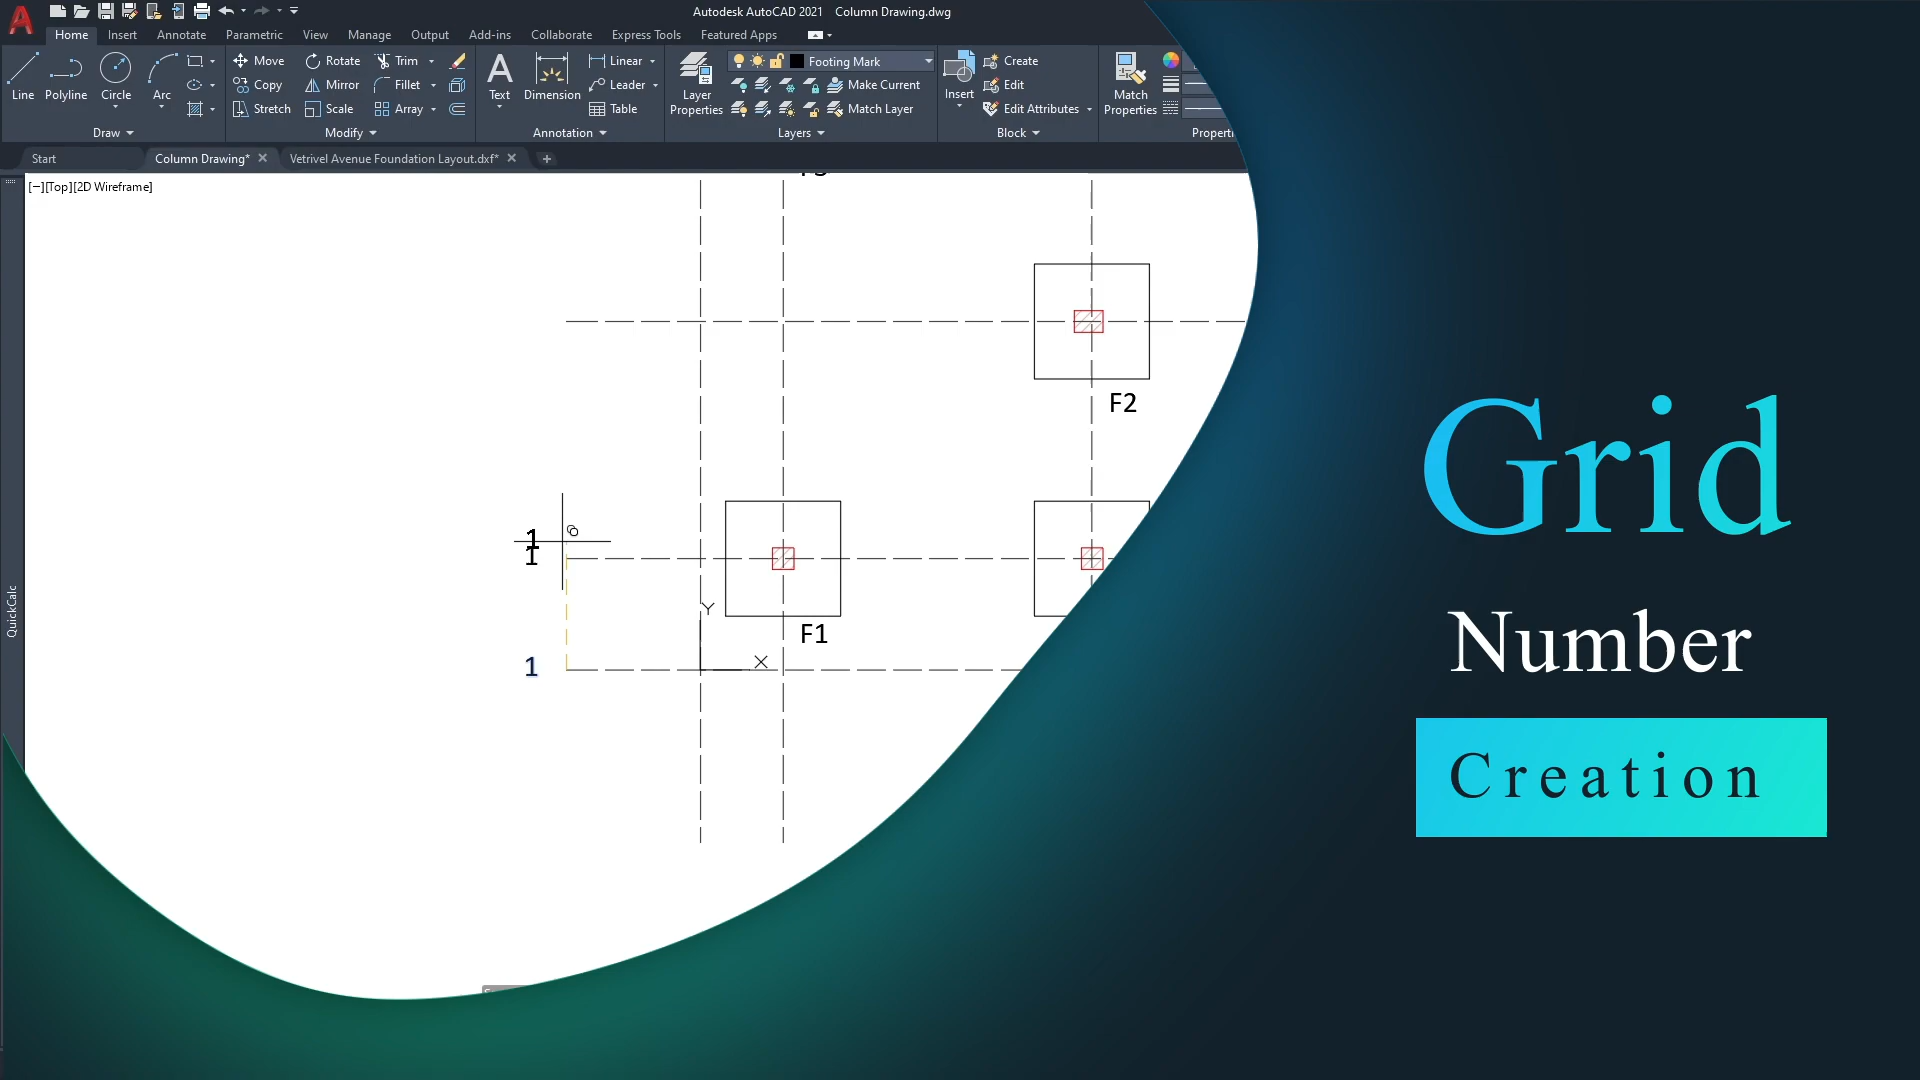 Autodesk AutoCAD 2021 Column Drawing.dwg
Home Insert Annotate Parametric View Manage Output Add-ins Collaborate Express Tools Featured Apps
Line Polyline Circle Arc
Move Rotate Trim
Copy Mirror Fillet
Stretch Scale Array
Text Dimension
Linear
Leader
Table
Layer Properties
Footing Mark
Make Current
Match Layer
Insert
Create
Edit
Edit Attributes
Match Properties
Draw Modify Annotation Layers Block
Start Column Drawing* Vetrivel Avenue Foundation Layout.dxf*
[−][Top][2D Wireframe]
QuickCalc
F2
1
1
F1
Y
X
1
Grid
Number
Creation